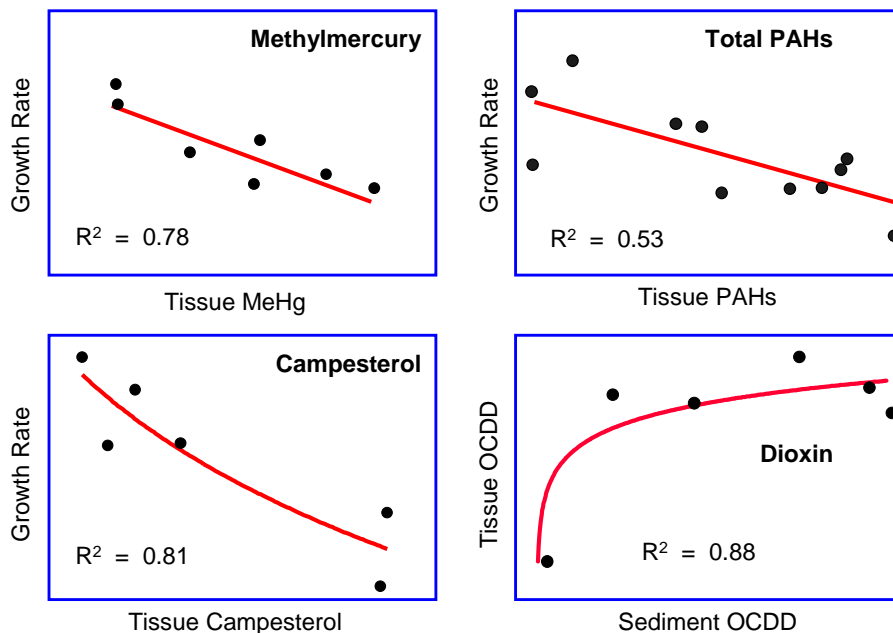 Methylmercury
Growth Rate
R² = 0.78
Tissue MeHg
Total PAHs
Growth Rate
R² = 0.53
Tissue PAHs
Campesterol
Growth Rate
R² = 0.81
Tissue Campesterol
Dioxin
Tissue OCDD
R² = 0.88
Sediment OCDD